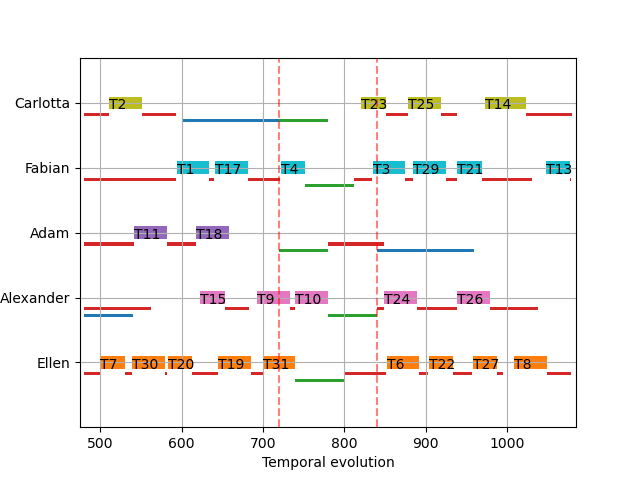 Carlotta T2 T23 T25 T14
Fabian T1 T17 T4 T3 T29 T21 T13
Adam T11 T18
Alexander T15 T9 T10 T24 T26
Ellen T7 T30 T20 T19 T31 T6 T22 T27 T8
500 600 700 800 900 1000
Temporal evolution